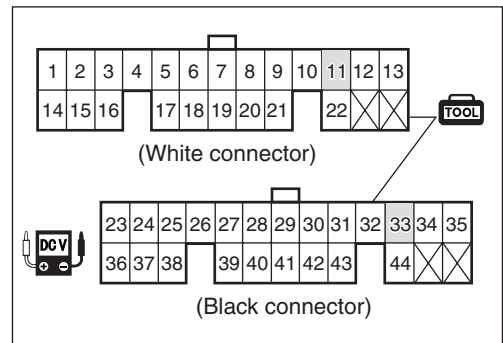 1 2 3 4 5 6 7 8 9 10 11 12 13
14 15 16 17 18 19 20 21 22
TOOL
(White connector)
23 24 25 26 27 28 29 30 31 32 33 34 35
DC V
36 37 38 39 40 41 42 43 44
(Black connector)